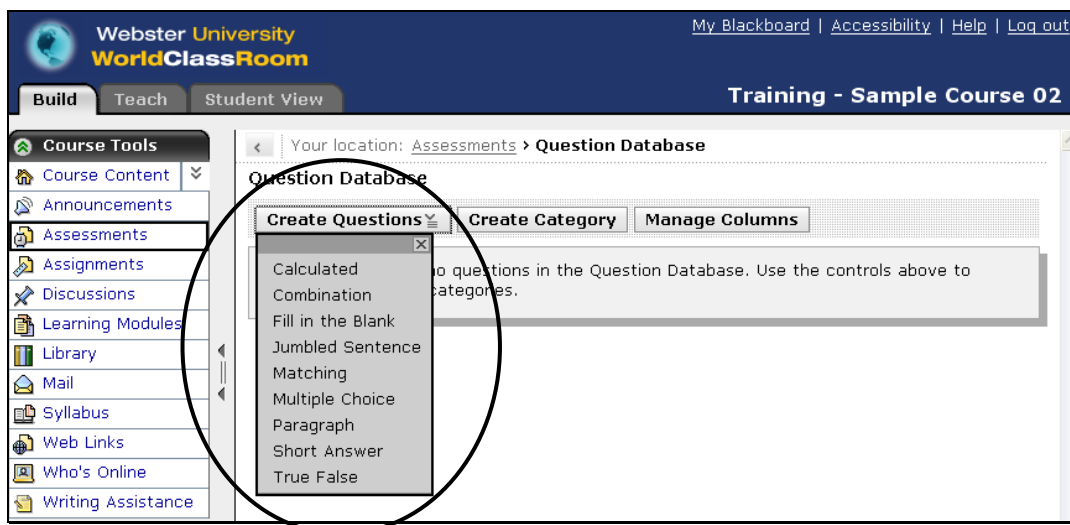 Webster University
WorldClassRoom
My Blackboard | Accessibility | Help | Log out
Build
Teach
Student View
Training - Sample Course 02
Course Tools
Course Content
Announcements
Assessments
Assignments
Discussions
Learning Modules
Library
Mail
Syllabus
Web Links
Who's Online
Writing Assistance
Your location: Assessments › Question Database
Question Database
Create Questions
Create Category
Manage Columns
Calculated
Combination
Fill in the Blank
Jumbled Sentence
Matching
Multiple Choice
Paragraph
Short Answer
True False
no questions in the Question Database. Use the controls above to
categories.